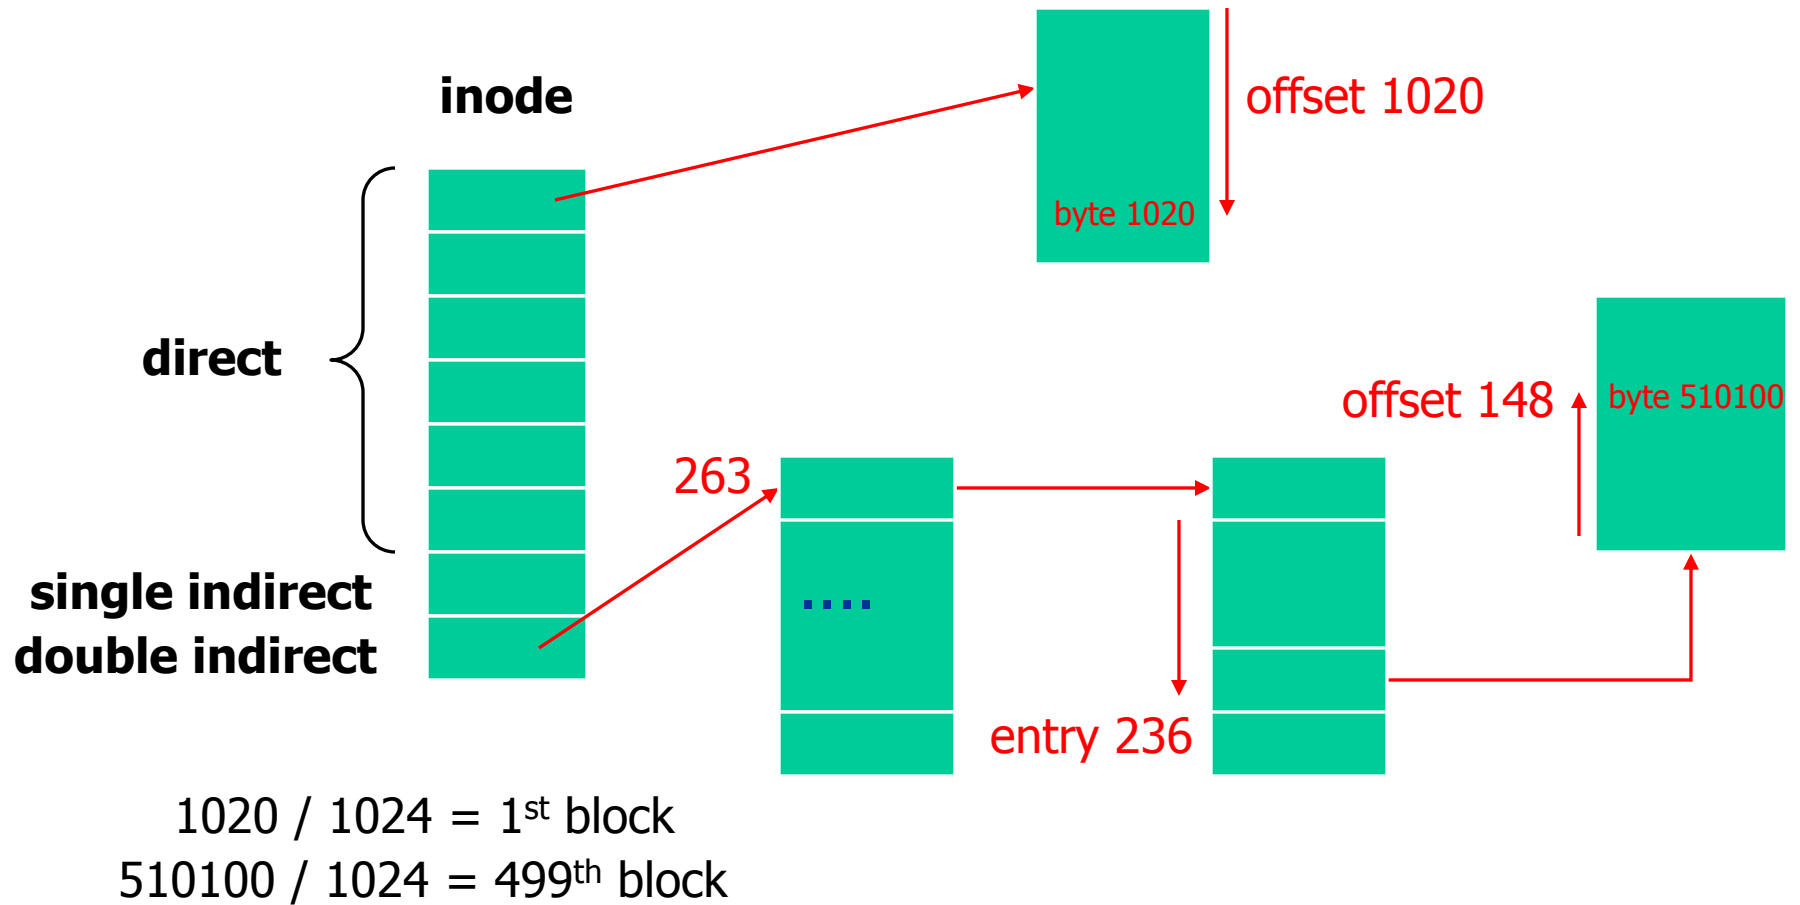 inode
offset 1020
byte 1020
direct
offset 148
byte 510100
263
....
single indirect
double indirect
entry 236
1020 / 1024 = 1st block
510100 / 1024 = 499th block